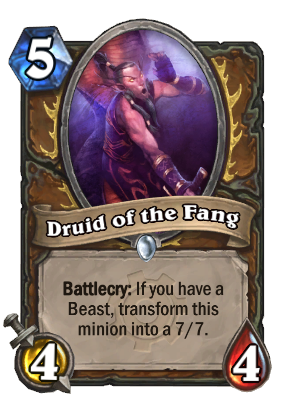 5
Druid of the Fang
Battlecry: If you have a
Beast, transform this
minion into a 7/7.
4 4